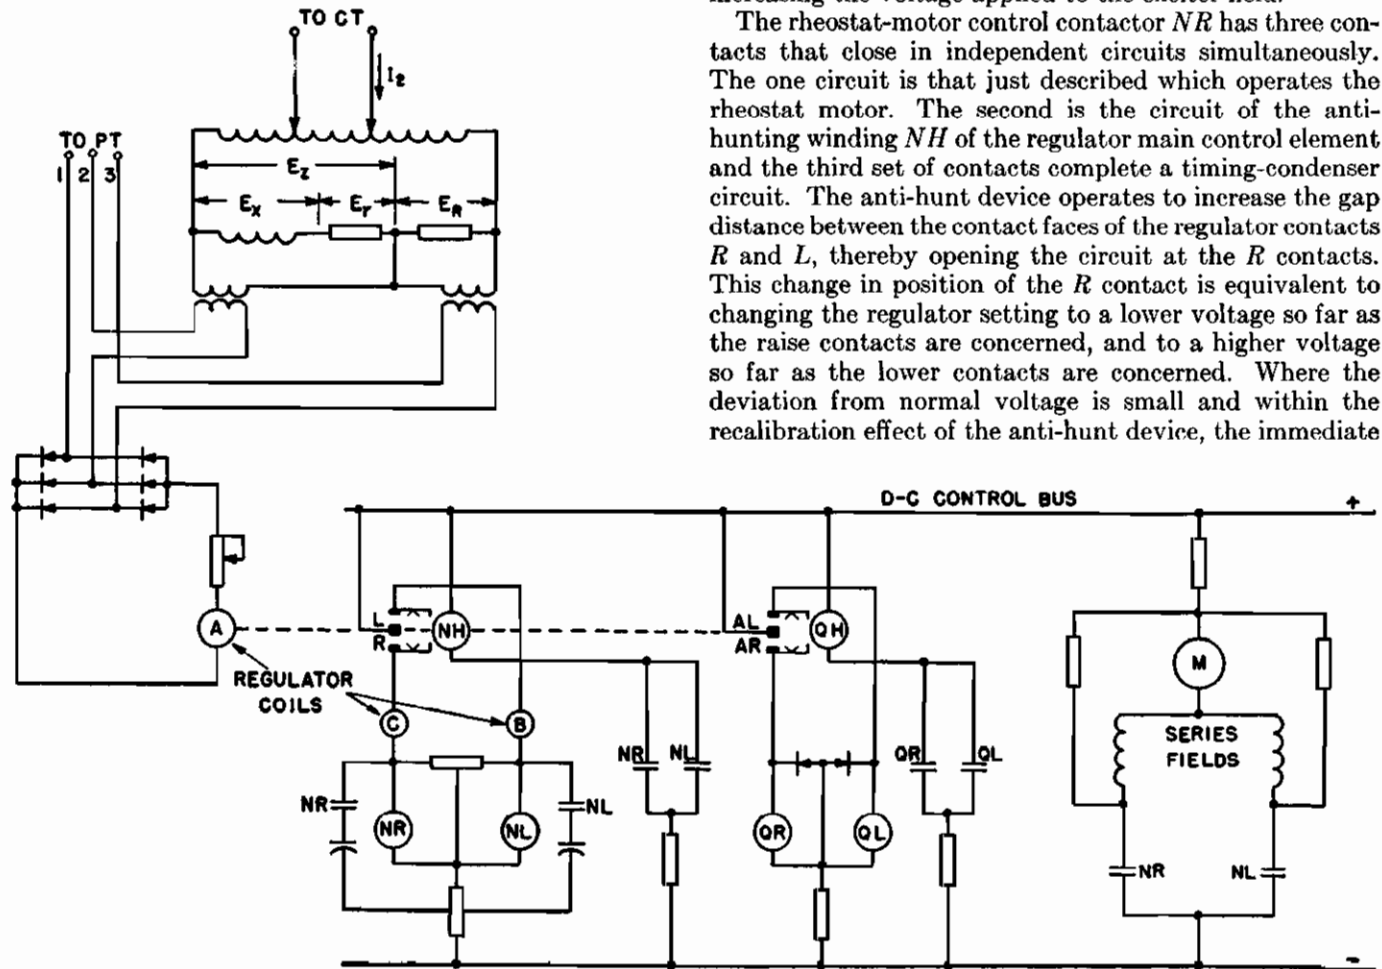 increasing the voltage applied to the exciter field.
The rheostat-motor control contactor NR has three con-
tacts that close in independent circuits simultaneously.
The one circuit is that just described which operates the
rheostat motor. The second is the circuit of the anti-
hunting winding NH of the regulator main control element
and the third set of contacts complete a timing-condenser
circuit. The anti-hunt device operates to increase the gap
distance between the contact faces of the regulator contacts
R and L, thereby opening the circuit at the R contacts.
This change in position of the R contact is equivalent to
changing the regulator setting to a lower voltage so far as
the raise contacts are concerned, and to a higher voltage
so far as the lower contacts are concerned. Where the
deviation from normal voltage is small and within the
recalibration effect of the anti-hunt device, the immediate
TO CT
I2
TO PT
1 2 3
EZ
EX Er ER
D-C CONTROL BUS +
L
R
NH
AL
AR
QH
A
REGULATOR
COILS
C
B
M
SERIES
FIELDS
NR NL
QR QL
NR
NR
NL
NL
QR
QL
NR
NL
-